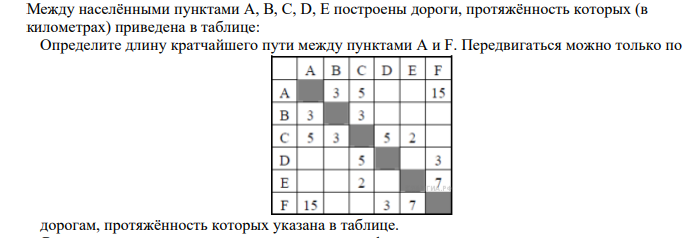 Между населёнными пунктами A, B, C, D, E построены дороги, протяжённость которых (в
километрах) приведена в таблице:
Определите длину кратчайшего пути между пунктами A и F. Передвигаться можно только по
A B C D E F
A 3 5 15
B 3 3
C 5 3 5 2
D 5 3
E 2 7
F 15 3 7
дорогам, протяжённость которых указана в таблице.